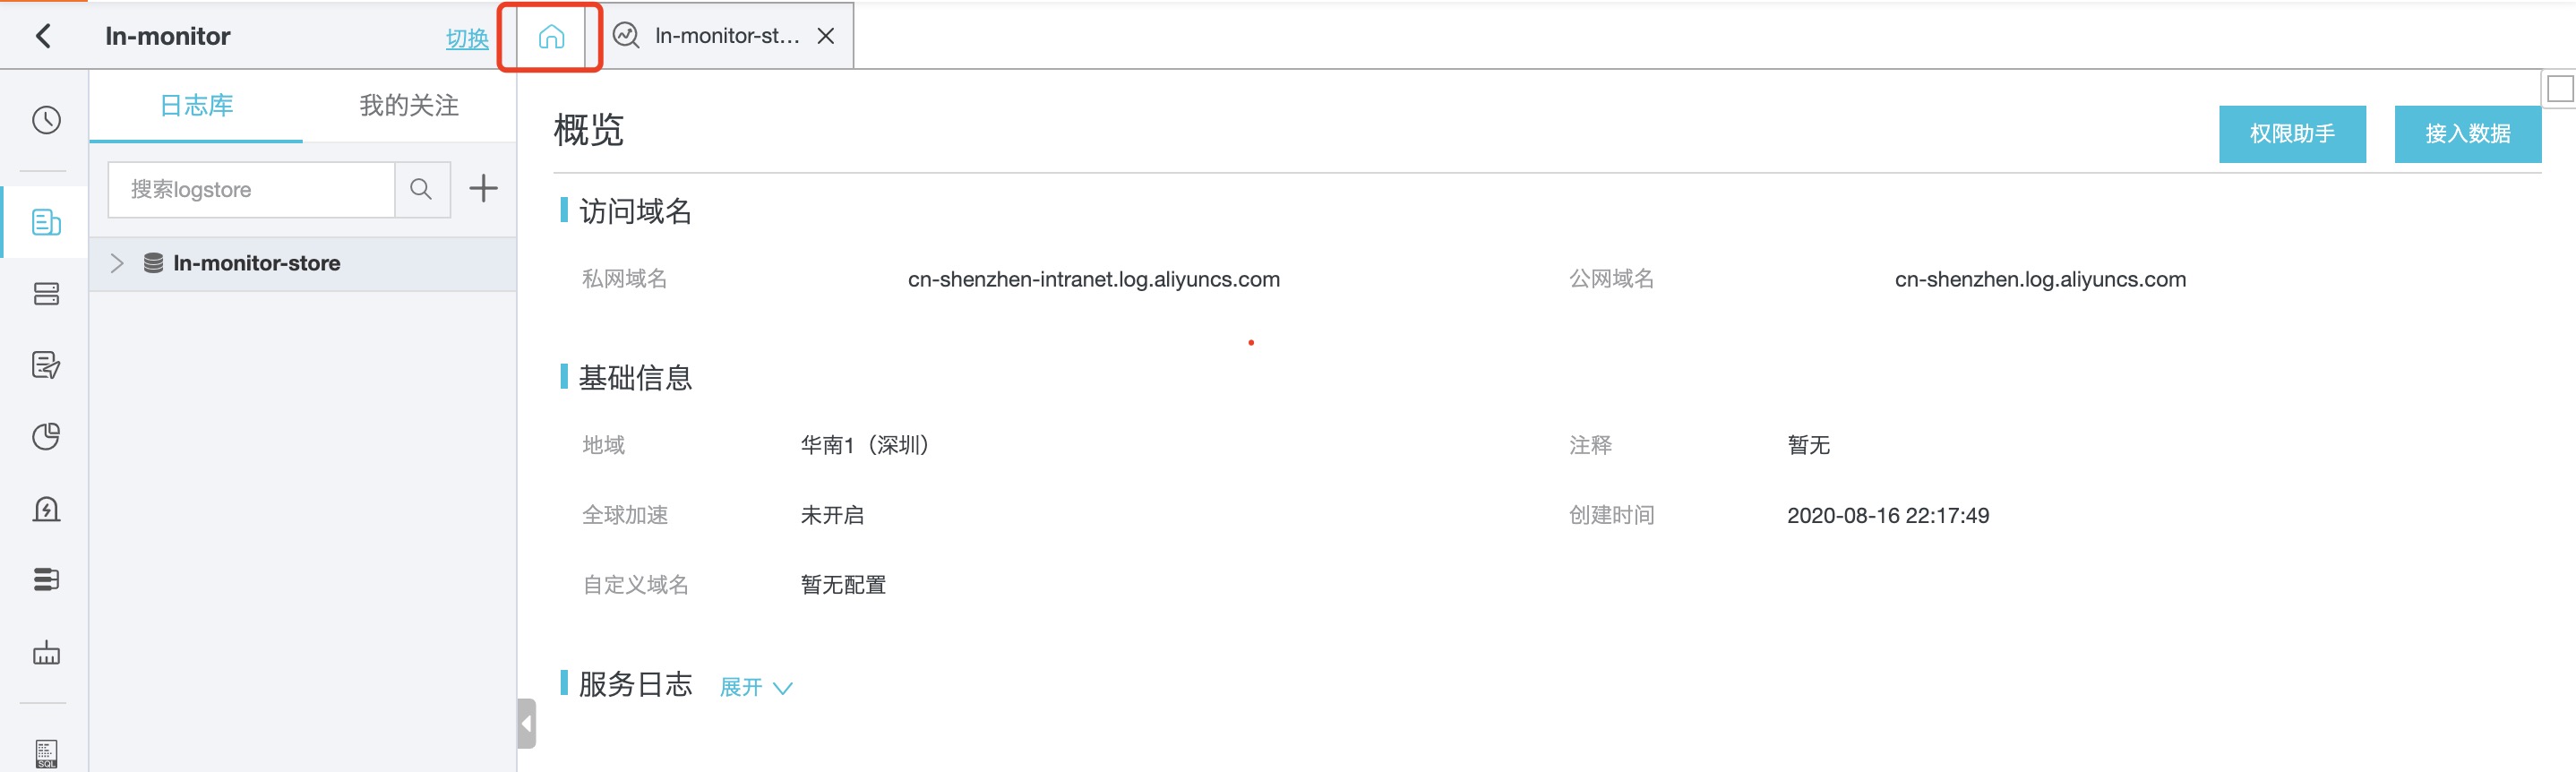 ln-monitor 切换 ln-monitor-st...
日志库 我的关注
搜索logstore
ln-monitor-store
概览 权限助手 接入数据
访问域名
私网域名 cn-shenzhen-intranet.log.aliyuncs.com 公网域名 cn-shenzhen.log.aliyuncs.com
基础信息
地域 华南1（深圳） 注释 暂无
全球加速 未开启 创建时间 2020-08-16 22:17:49
自定义域名 暂无配置
服务日志 展开
SQL